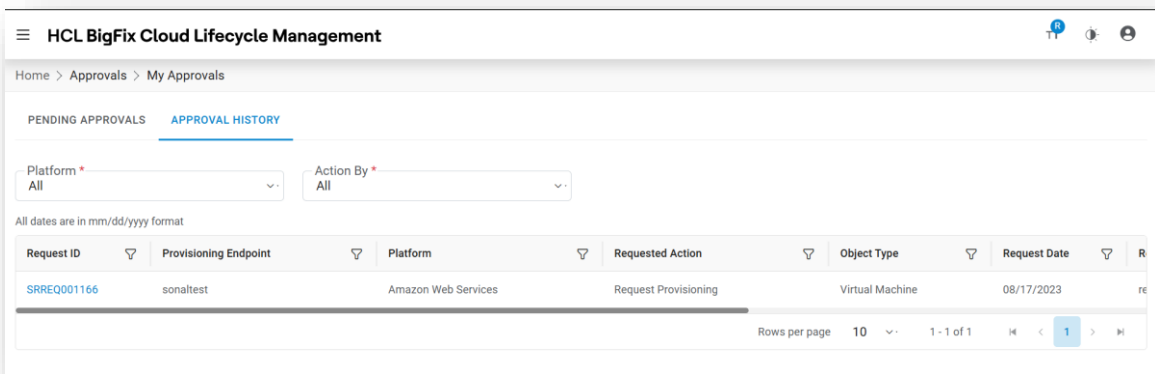 HCL BigFix Cloud Lifecycle Management
R
TT
Home > Approvals > My Approvals
PENDING APPROVALS APPROVAL HISTORY
Platform * Action By *
All All
All dates are in mm/dd/yyyy format
Request ID Provisioning Endpoint Platform Requested Action Object Type Request Date R
SRREQ001166 sonaltest Amazon Web Services Request Provisioning Virtual Machine 08/17/2023 re
Rows per page 10 1 - 1 of 1 1